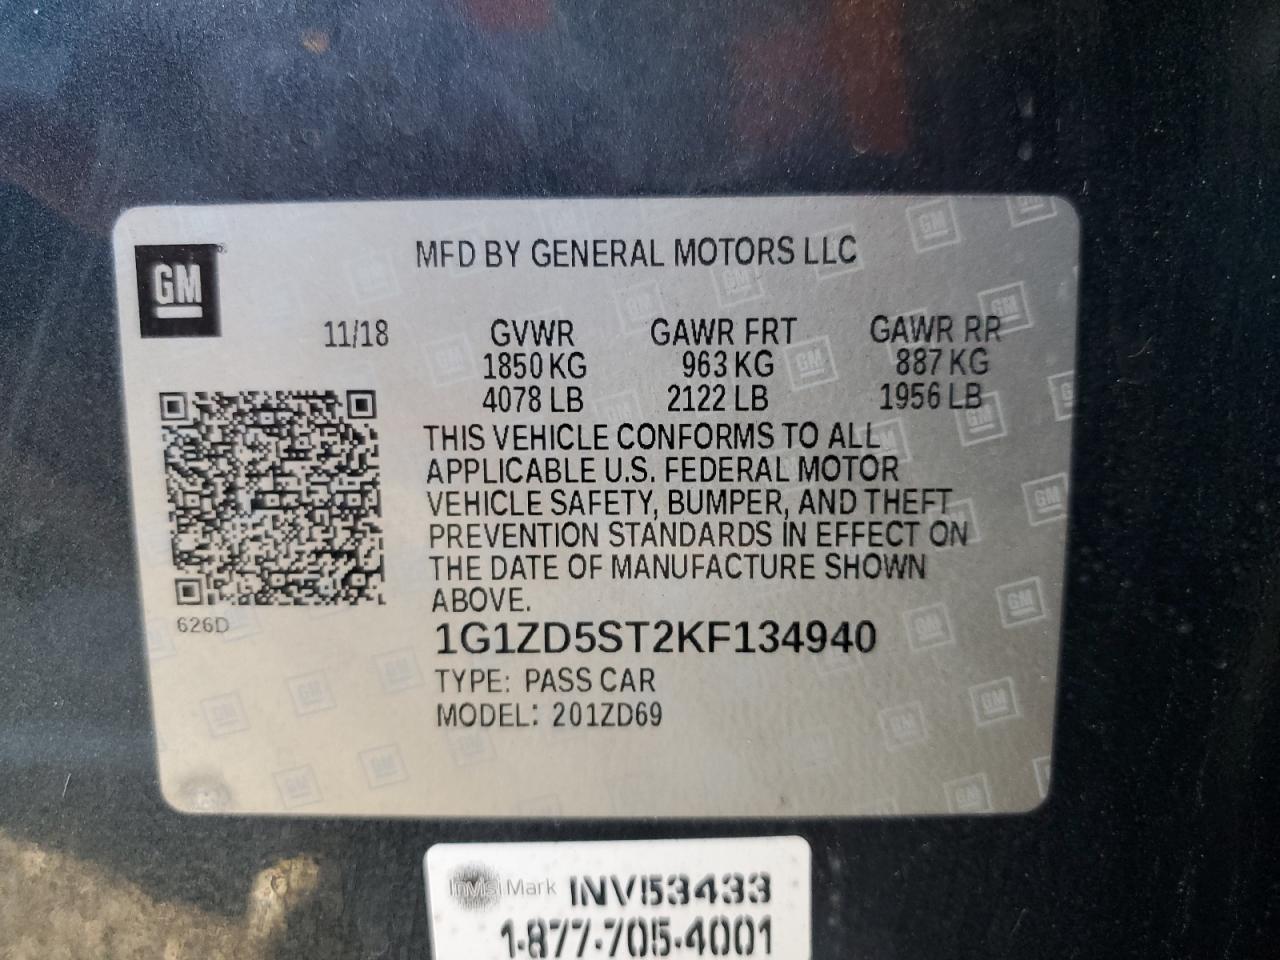 GM
MFD BY GENERAL MOTORS LLC
11/18 GVWR GAWR FRT GAWR RR
1850 KG 963 KG 887 KG
4078 LB 2122 LB 1956 LB
THIS VEHICLE CONFORMS TO ALL
APPLICABLE U.S. FEDERAL MOTOR
VEHICLE SAFETY, BUMPER, AND THEFT
PREVENTION STANDARDS IN EFFECT ON
THE DATE OF MANUFACTURE SHOWN
ABOVE.
626D
1G1ZD5ST2KF134940
TYPE: PASS CAR
MODEL: 201ZD69
InvisiMark INV53433
1-877-705-4001